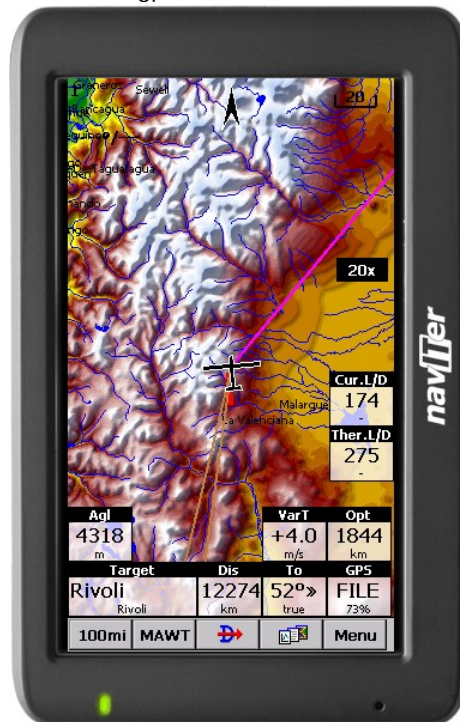 Graneros
Sewell
20
20x
Cur.L/D
174
-
Malargue
La Valenciana
Ther.L/D
275
-
Agl
4318
m
VarT
+4.0
m/s
Opt
1844
km
Target
Rivoli
Rivoli
Dis
12274
km
To
52°»
true
GPS
FILE
73%
100mi
MAWT
Menu
naviter